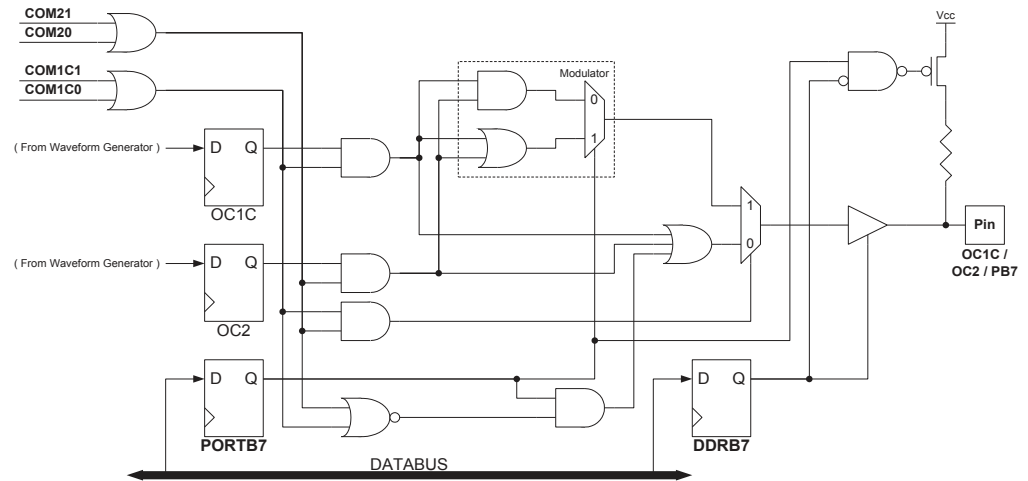 COM21
COM20
COM1C1
COM1C0
Vcc
Modulator
0
1
( From Waveform Generator )
D Q
OC1C
1
0
Pin
OC1C /
OC2 / PB7
( From Waveform Generator )
D Q
OC2
D Q
PORTB7
D Q
DDRB7
DATABUS